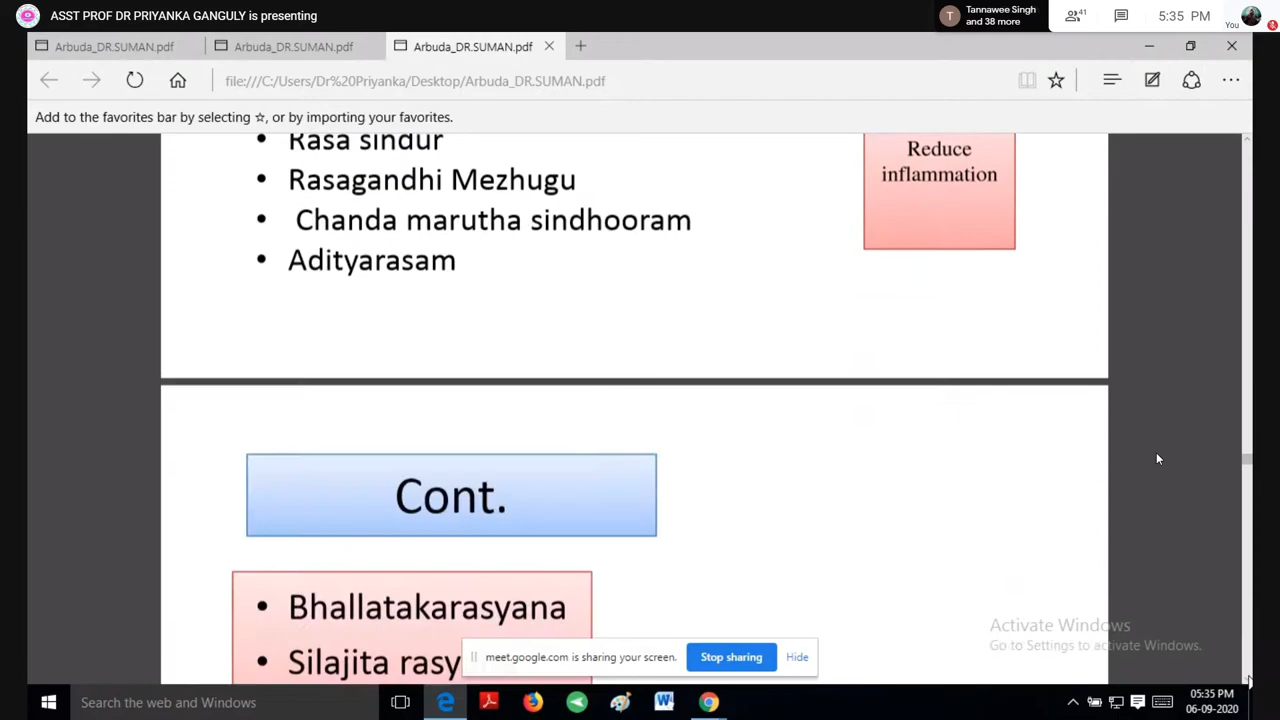 ASST PROF DR PRIYANKA GANGULY is presenting
T
Tannawee Singh
and 38 more
41
5:35 PM
You
Arbuda_DR.SUMAN.pdf
Arbuda_DR.SUMAN.pdf
Arbuda_DR.SUMAN.pdf
file:///C:/Users/Dr%20Priyanka/Desktop/Arbuda_DR.SUMAN.pdf
Add to the favorites bar by selecting ☆, or by importing your favorites.
• Rasa sindur
• Rasagandhi Mezhugu
• Chanda marutha sindhooram
• Adityarasam
Reduce
inflammation
Cont.
• Bhallatakarasyana
• Silajita rasy
meet.google.com is sharing your screen.
Stop sharing
Hide
Activate Windows
Go to Settings to activate Windows.
Search the web and Windows
05:35 PM
06-09-2020